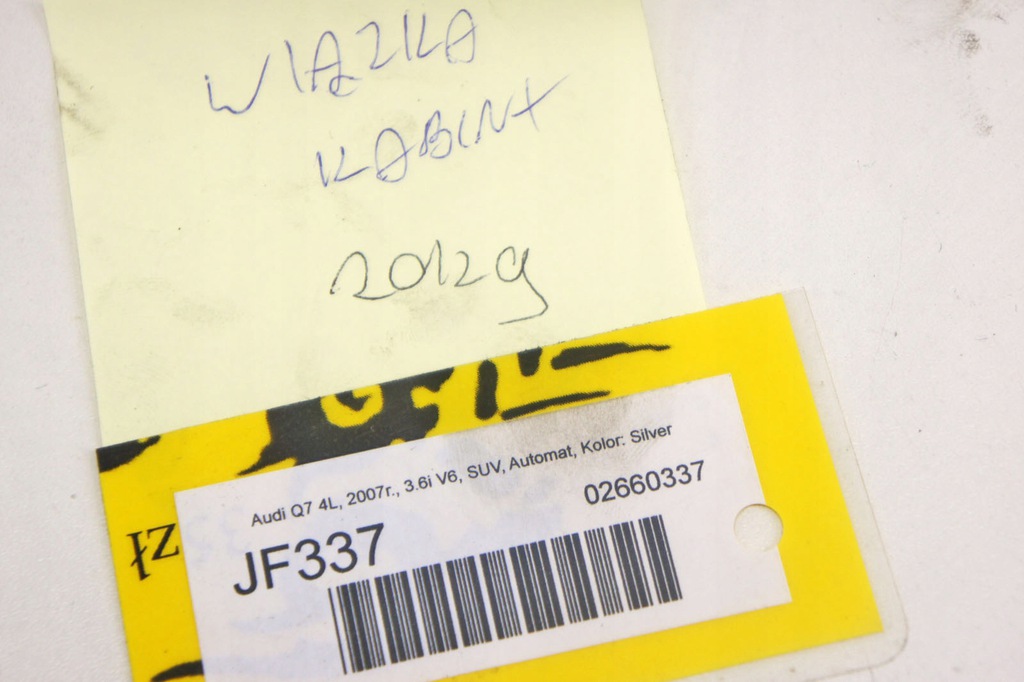 WIĄZKA
KABINY
2012g
Audi Q7 4L, 2007r., 3.6i V6, SUV, Automat, Kolor: Silver
02660337
JF337